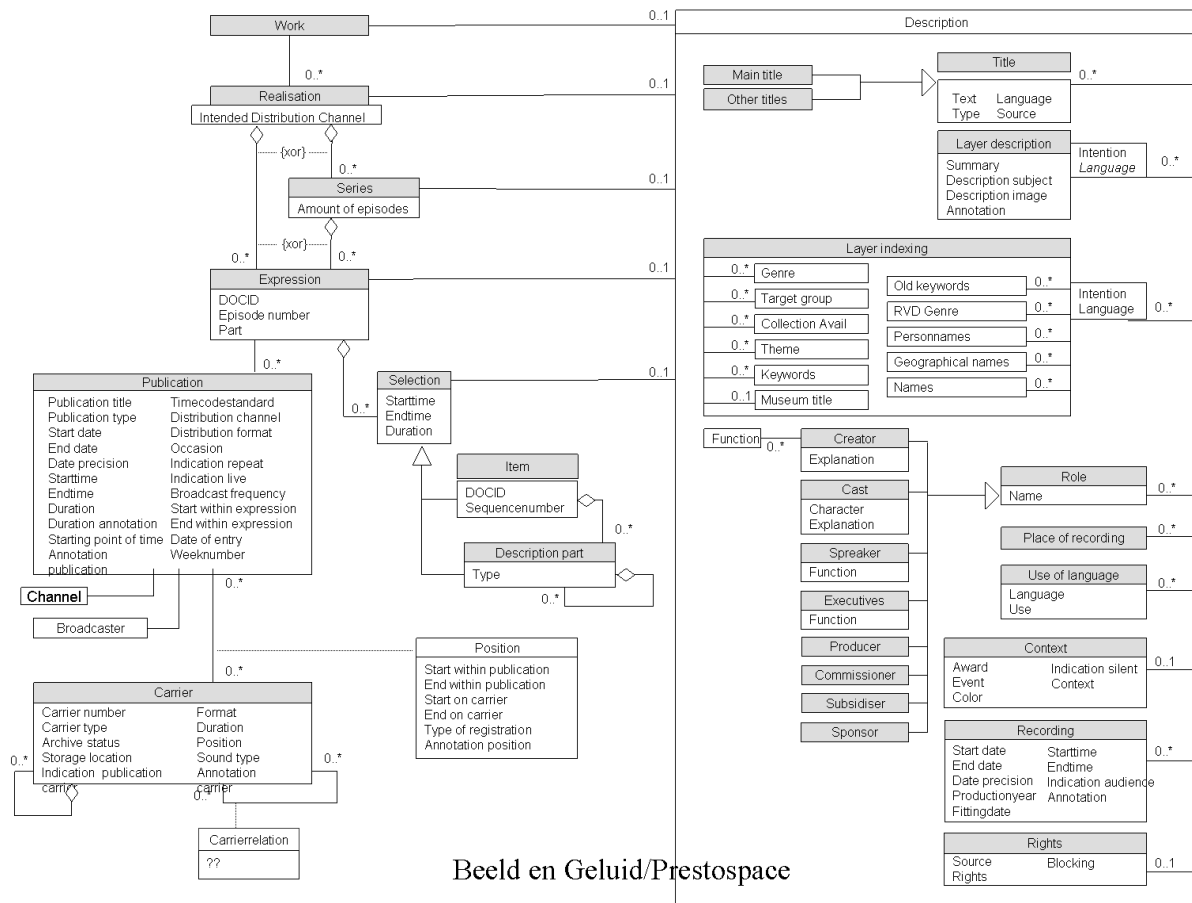 Work
0..1
Description
0..*
Realisation
0..1
Intended Distribution Channel
{xor}
0..*
Series
0..1
Amount of episodes
{xor}
0..*
0..*
Expression
0..1
DOCID
Episode number
Part
0..*
Publication
Publication title
Publication type
Start date
End date
Date precision
Starttime
Endtime
Duration
Duration annotation
Starting point of time
Annotation
publication
Timecodestandard
Distribution channel
Distribution format
Occasion
Indication repeat
Indication live
Broadcast frequency
Start within expression
End within expression
Date of entry
Weeknumber
Selection
0..1
0..*
Starttime
Endtime
Duration
Item
DOCID
Sequencenumber
0..*
Description part
Type
0..*
Channel
Broadcaster
0..*
0..*
Position
Start within publication
End within publication
Start on carrier
End on carrier
Type of registration
Annotation position
Carrier
Carrier number
Carrier type
Archive status
Storage location
Indication publication
carrier
Format
Duration
Position
Sound type
Annotation
carrier
0..*
0..*
0..*
Carrierrelation
??
Main title
Other titles
Title
0..*
Text Language
Type Source
Layer description
Summary
Description subject
Description image
Annotation
Intention
Language
0..*
Layer indexing
0..* Genre
0..* Target group
0..* Collection Avail
0..* Theme
0..* Keywords
0..1 Museum title
Old keywords 0..*
RVD Genre 0..*
Personnames 0..*
Geographical names 0..*
Names 0..*
Intention
Language
0..*
Function
0..*
Creator
Explanation
Cast
Character
Explanation
Spreaker
Function
Executives
Function
Producer
Commissioner
Subsidiser
Sponsor
Role
Name
0..*
Place of recording
0..*
Use of language
Language
Use
0..*
Context
Award
Event
Color
Indication silent
Context
0..1
Recording
Start date
End date
Date precision
Productionyear
Fittingdate
Starttime
Endtime
Indication audience
Annotation
0..*
Rights
Source
Rights
Blocking
0..1
Beeld en Geluid/Prestospace